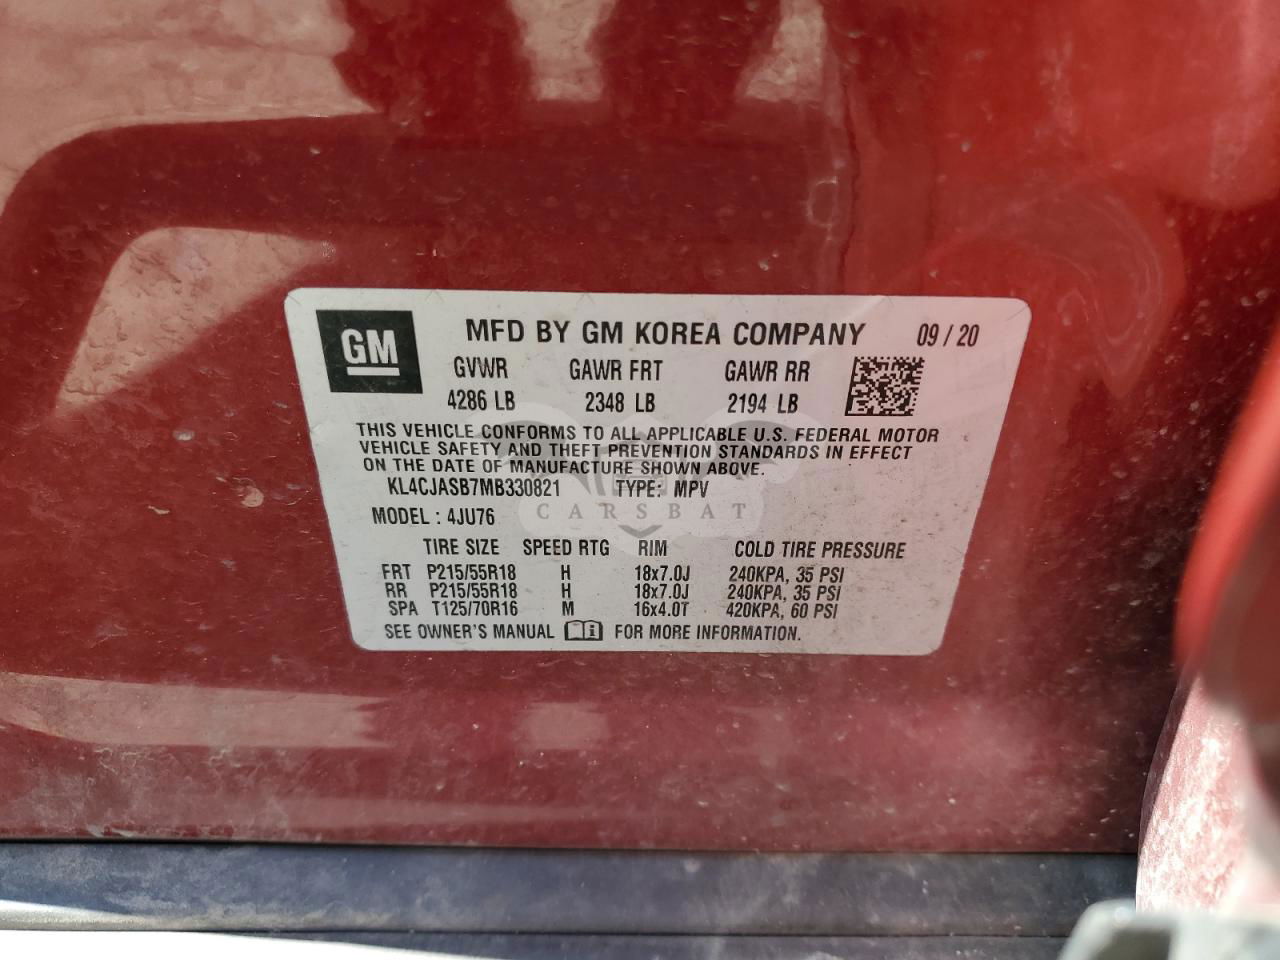 GM MFD BY GM KOREA COMPANY 09 / 20
GVWR GAWR FRT GAWR RR
4286 LB 2348 LB 2194 LB
THIS VEHICLE CONFORMS TO ALL APPLICABLE U.S. FEDERAL MOTOR
VEHICLE SAFETY AND THEFT PREVENTION STANDARDS IN EFFECT
ON THE DATE OF MANUFACTURE SHOWN ABOVE.
KL4CJASB7MB330821 TYPE: MPV
CARSBAT
MODEL : 4JU76
TIRE SIZE SPEED RTG RIM COLD TIRE PRESSURE
FRT P215/55R18 H 18x7.0J 240KPA, 35 PSI
RR P215/55R18 H 18x7.0J 240KPA, 35 PSI
SPA T125/70R16 M 16x4.0T 420KPA, 60 PSI
SEE OWNER'S MANUAL i FOR MORE INFORMATION.